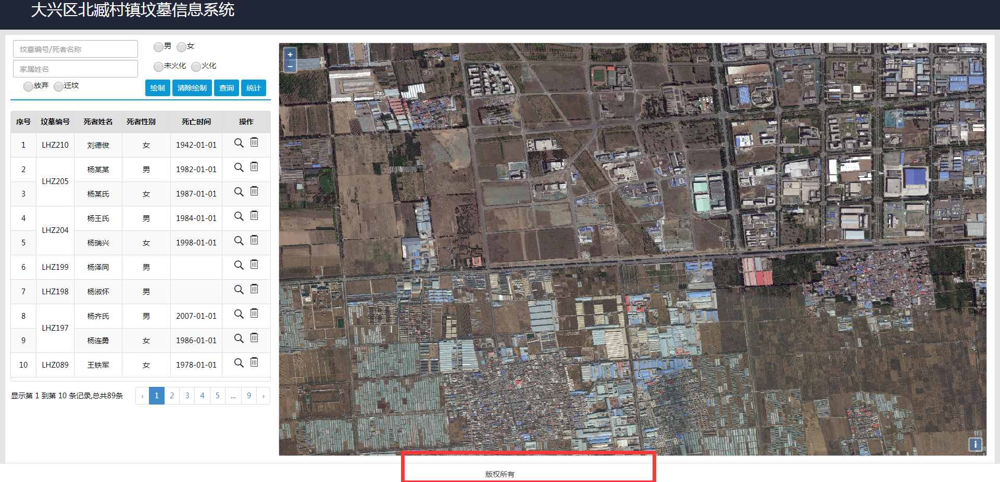 大兴区北臧村镇坟墓信息系统
坟墓编号/死者名称
男 女
家属姓名
未火化 火化
放弃 迁坟
绘制 清除绘制 查询 统计
序号 坟墓编号 死者姓名 死者性别 死亡时间 操作
1 LHZ210 刘德俊 女 1942-01-01
2 LHZ205 杨某某 男 1982-01-01
3 杨某氏 女 1987-01-01
4 LHZ204 杨王氏 男 1984-01-01
5 杨瑞兴 女 1998-01-01
6 LHZ199 杨泽同 男
7 LHZ198 杨淑怀 男
8 LHZ197 杨齐氏 男 2007-01-01
9 杨连勇 女 1986-01-01
10 LHZ089 王铁军 女 1978-01-01
显示第 1 到第 10 条记录,总共89条
‹ 1 2 3 4 5 ... 9 ›
+
−
i
版权所有